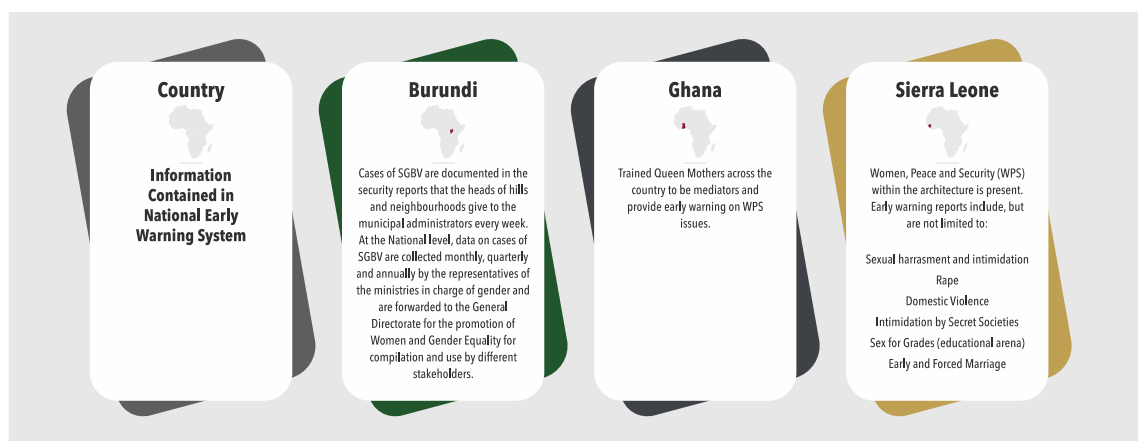 Country
Information
Contained in
National Early
Warning System
Burundi
Cases of SGBV are documented in the
security reports that the heads of hills
and neighbourhoods give to the
municipal administrators every week.
At the National level, data on cases of
SGBV are collected monthly, quarterly
and annually by the representatives of
the ministries in charge of gender and
are forwarded to the General
Directorate for the promotion of
Women and Gender Equality for
compilation and use by different
stakeholders.
Ghana
Trained Queen Mothers across the
country to be mediators and
provide early warning on WPS
issues.
Sierra Leone
Women, Peace and Security (WPS)
within the architecture is present.
Early warning reports include, but
are not limited to:
Sexual harrasment and intimidation
Rape
Domestic Violence
Intimidation by Secret Societies
Sex for Grades (educational arena)
Early and Forced Marriage